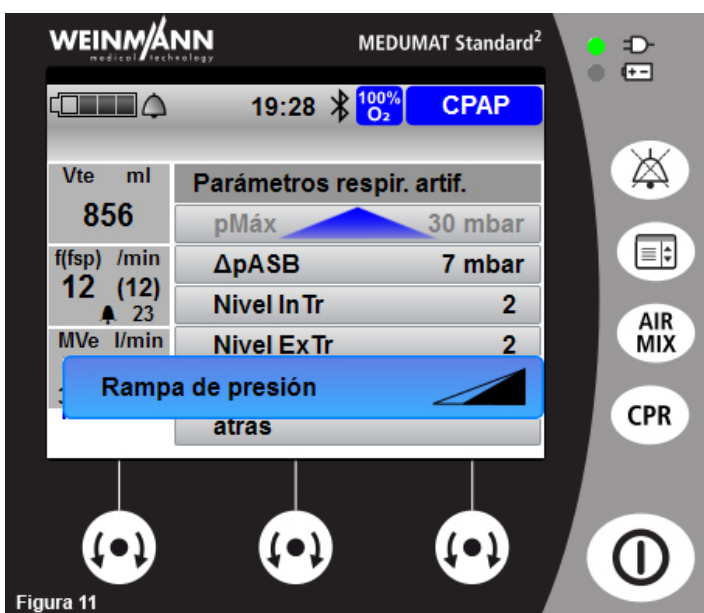 WEINMANN
medical technology
MEDUMAT Standard²
19:28
100% O₂
CPAP
Vte ml
856
f(fsp) /min
12 (12)
23
MVe l/min
Parámetros respir. artif.
pMáx 30 mbar
ΔpASB 7 mbar
Nivel InTr 2
Nivel ExTr 2
Rampa de presión
atrás
AIR
MIX
CPR
Figura 11